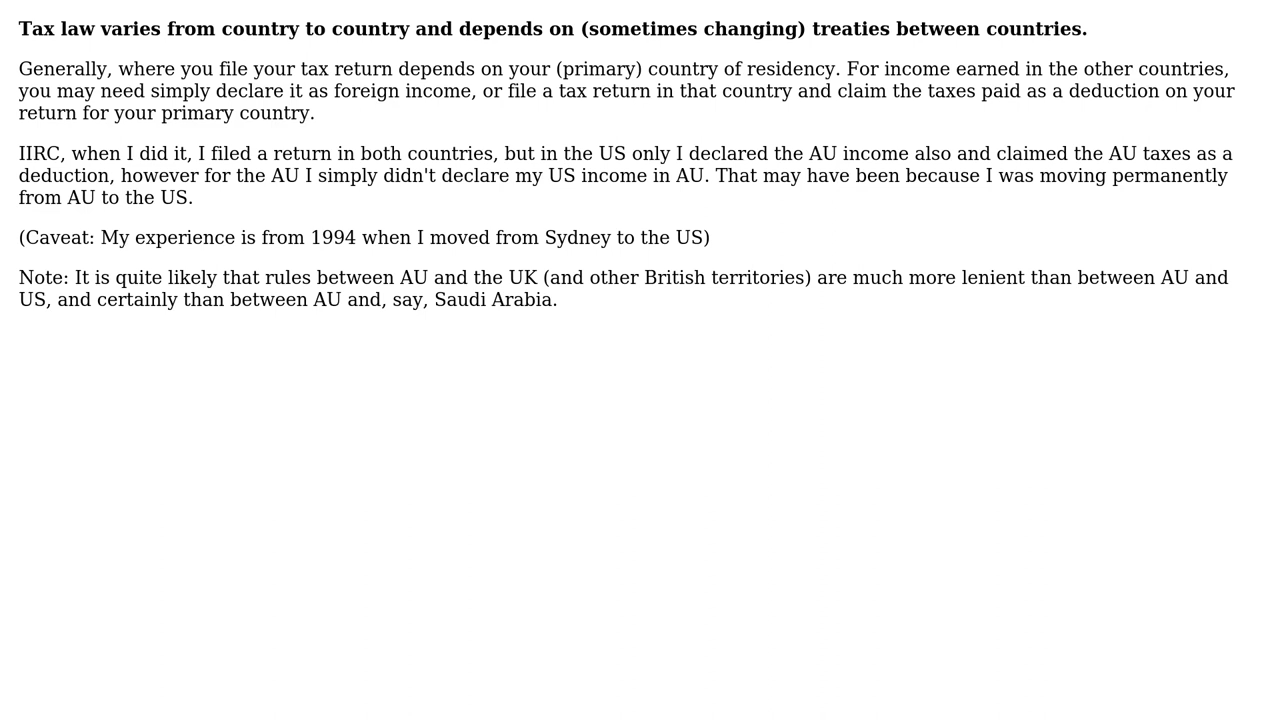 Tax law varies from country to country and depends on (sometimes changing) treaties between countries.
Generally, where you file your tax return depends on your (primary) country of residency. For income earned in the other countries,
you may need simply declare it as foreign income, or file a tax return in that country and claim the taxes paid as a deduction on your
return for your primary country.
IIRC, when I did it, I filed a return in both countries, but in the US only I declared the AU income also and claimed the AU taxes as a
deduction, however for the AU I simply didn't declare my US income in AU. That may have been because I was moving permanently
from AU to the US.
(Caveat: My experience is from 1994 when I moved from Sydney to the US)
Note: It is quite likely that rules between AU and the UK (and other British territories) are much more lenient than between AU and
US, and certainly than between AU and, say, Saudi Arabia.